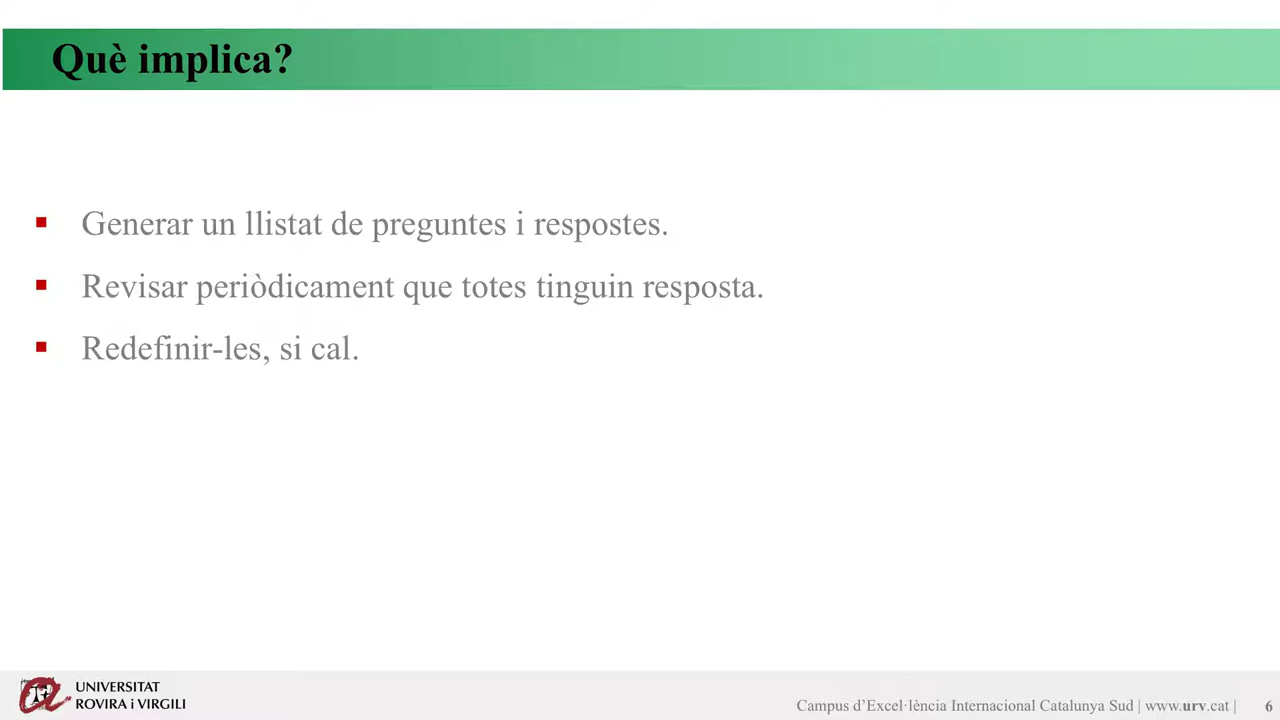 Què implica?
Generar un llistat de preguntes i respostes.
Revisar periòdicament que totes tinguin resposta.
Redefinir-les, si cal.
UNIVERSITAT
ROVIRA i VIRGILI
Campus d’Excel·lència Internacional Catalunya Sud | www.urv.cat | 6